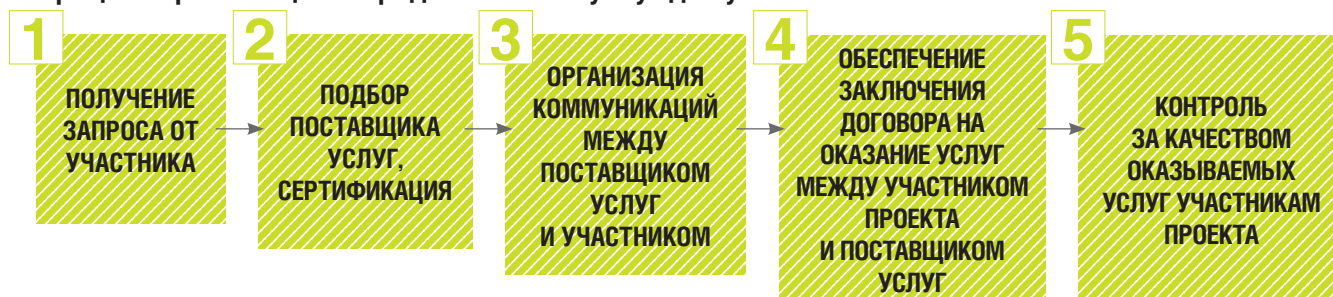 1
ПОЛУЧЕНИЕ
ЗАПРОСА ОТ
УЧАСТНИКА
2
ПОДБОР
ПОСТАВЩИКА
УСЛУГ,
СЕРТИФИКАЦИЯ
3
ОРГАНИЗАЦИЯ
КОММУНИКАЦИЙ
МЕЖДУ
ПОСТАВЩИКОМ
УСЛУГ
И УЧАСТНИКОМ
4
ОБЕСПЕЧЕНИЕ
ЗАКЛЮЧЕНИЯ
ДОГОВОРА НА
ОКАЗАНИЕ УСЛУГ
МЕЖДУ УЧАСТНИКОМ
ПРОЕКТА
И ПОСТАВЩИКОМ
УСЛУГ
5
КОНТРОЛЬ
ЗА КАЧЕСТВОМ
ОКАЗЫВАЕМЫХ
УСЛУГ УЧАСТНИКАМ
ПРОЕКТА